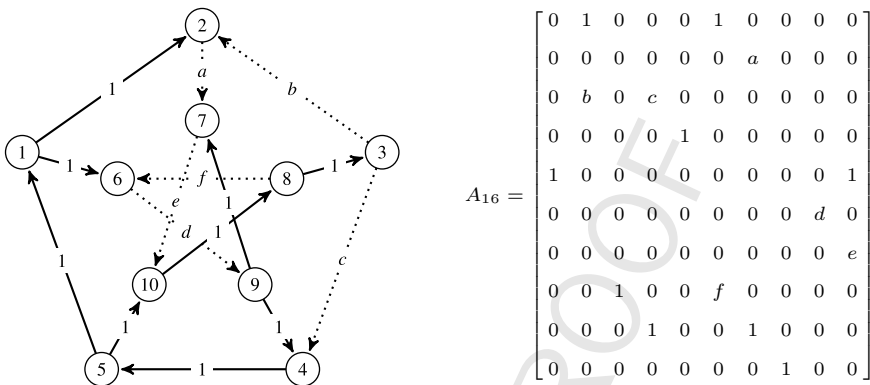 2
a
b
1
7
1
3
1
6
f
8
1
e
1
d
1
c
1
10
9
1
1
5
1
4
A16 =
0 1 0 0 0 1 0 0 0 0
0 0 0 0 0 0 a 0 0 0
0 b 0 c 0 0 0 0 0 0
0 0 0 0 1 0 0 0 0 0
1 0 0 0 0 0 0 0 0 1
0 0 0 0 0 0 0 0 d 0
0 0 0 0 0 0 0 0 0 e
0 0 1 0 0 f 0 0 0 0
0 0 0 1 0 0 1 0 0 0
0 0 0 0 0 0 0 1 0 0
ROOF